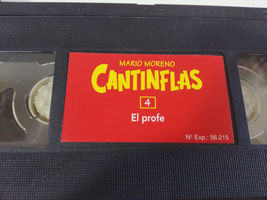 MARIO MORENO
CANTINFLAS
4
El profe
Nº Exp.: 56.215